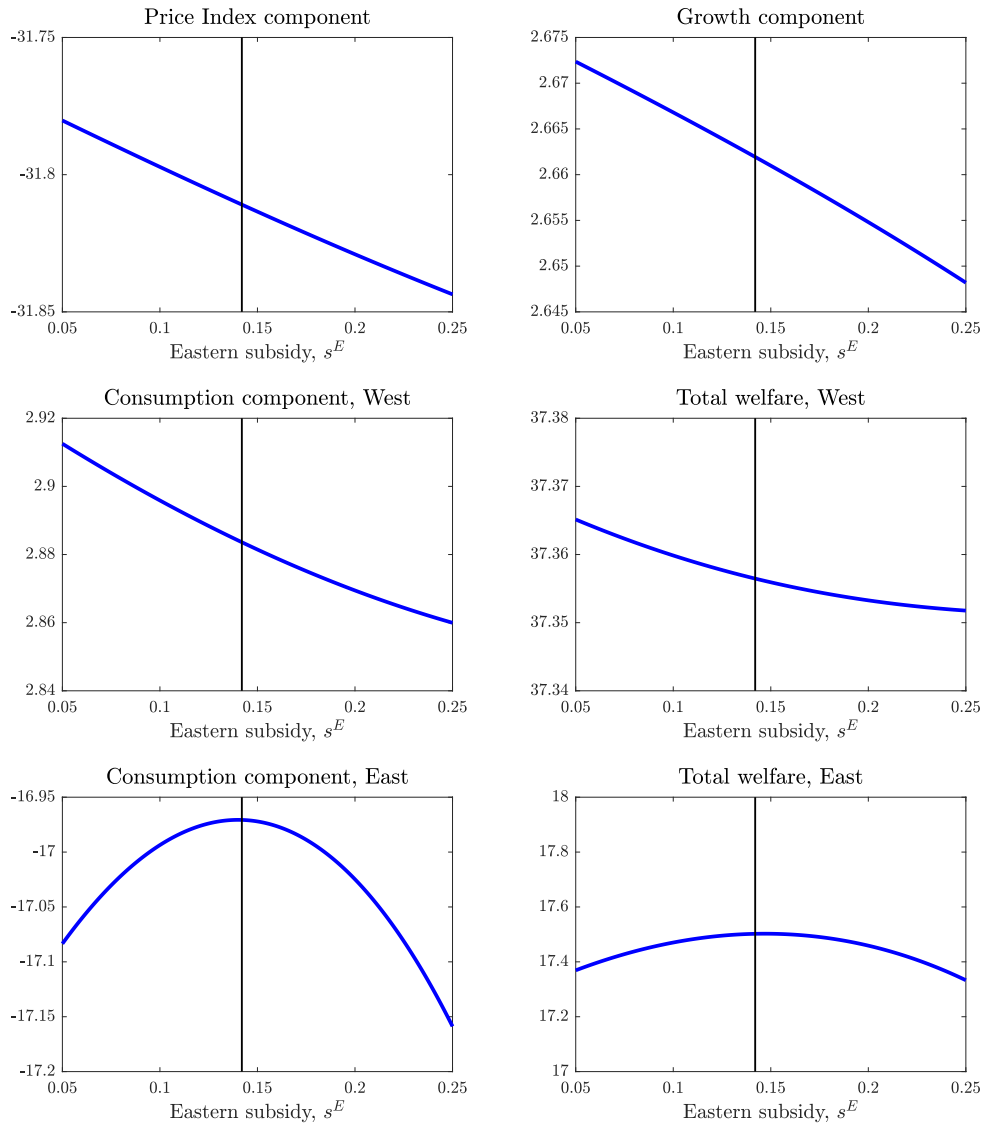 Price Index component
-31.75
-31.8
-31.85
0.05 0.1 0.15 0.2 0.25
Eastern subsidy, s^E
Growth component
2.675
2.67
2.665
2.66
2.655
2.65
2.645
0.05 0.1 0.15 0.2 0.25
Eastern subsidy, s^E
Consumption component, West
2.92
2.9
2.88
2.86
2.84
0.05 0.1 0.15 0.2 0.25
Eastern subsidy, s^E
Total welfare, West
37.38
37.37
37.36
37.35
37.34
0.05 0.1 0.15 0.2 0.25
Eastern subsidy, s^E
Consumption component, East
-16.95
-17
-17.05
-17.1
-17.15
-17.2
0.05 0.1 0.15 0.2 0.25
Eastern subsidy, s^E
Total welfare, East
18
17.8
17.6
17.4
17.2
17
0.05 0.1 0.15 0.2 0.25
Eastern subsidy, s^E